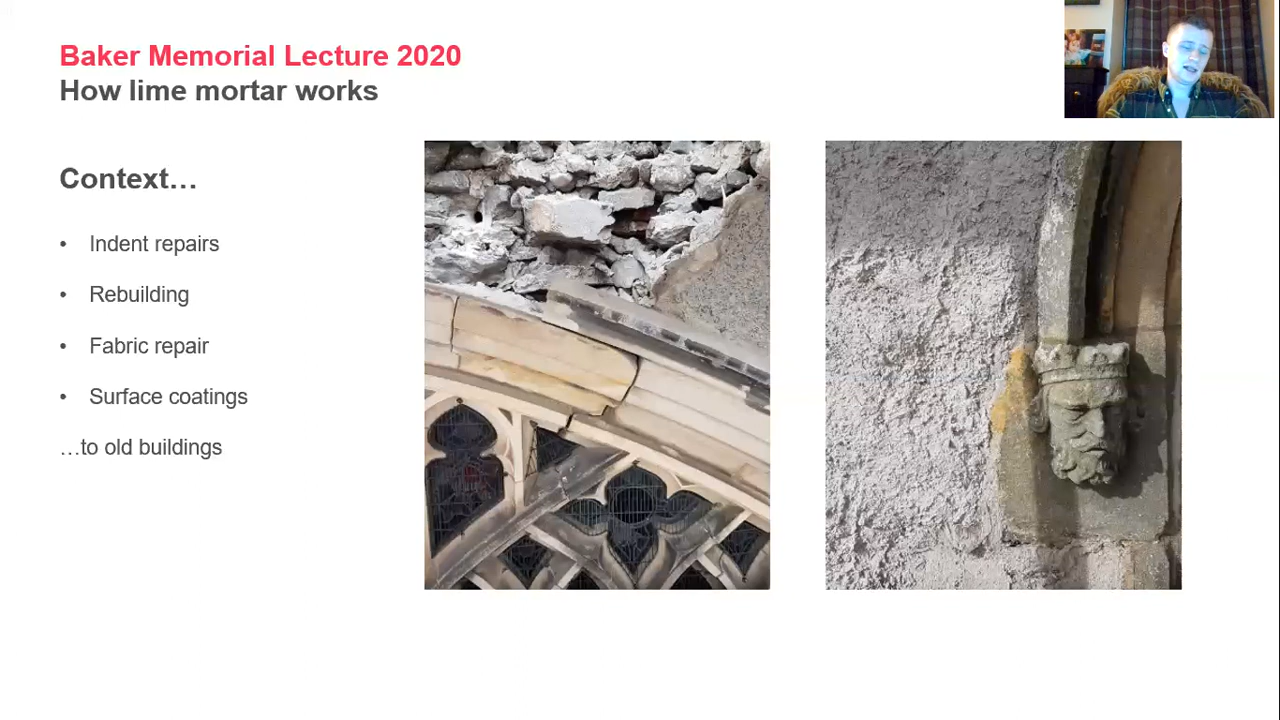 Baker Memorial Lecture 2020
How lime mortar works
Context…
• Indent repairs
• Rebuilding
• Fabric repair
• Surface coatings
…to old buildings